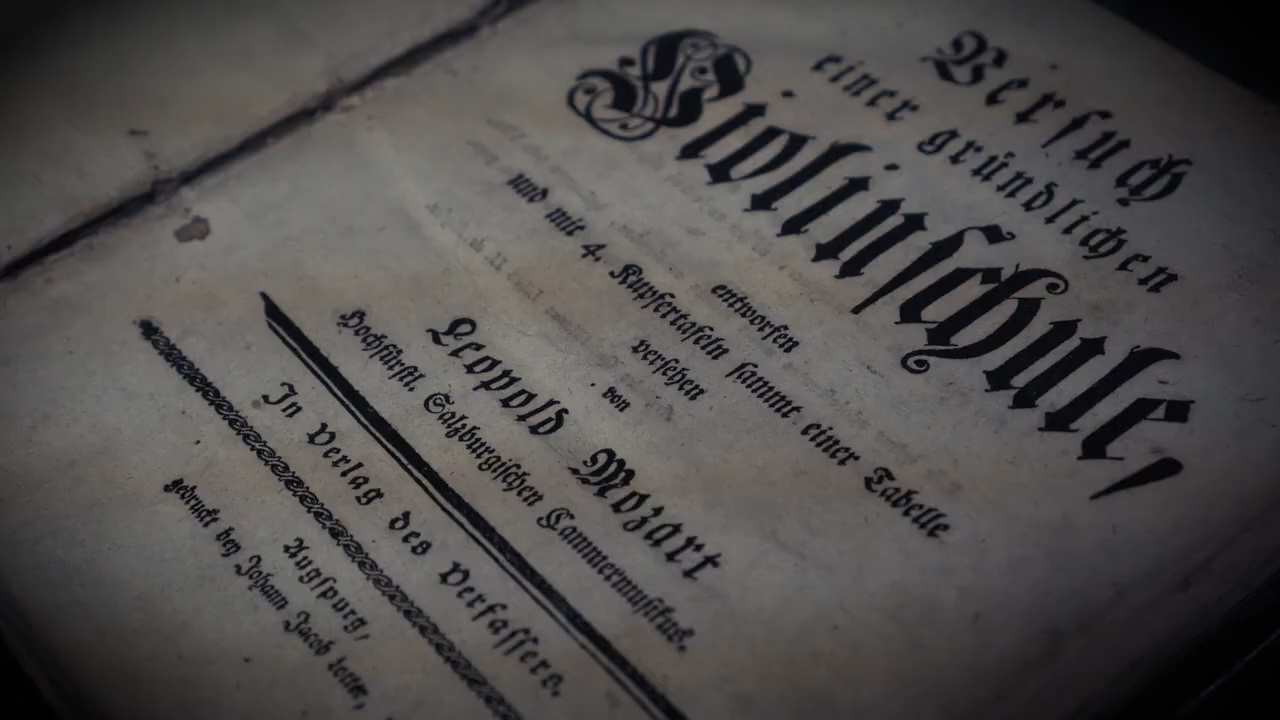 Versuch
einer gründlichen
Violinschule,
entworfen
und mit 4. Kupfertafeln sammt einer Tabelle
versehen
von
Leopold Mozart
Hochfürstl. Salzburgischen Cammermusikus.
In Verlag des Verfassers.
Augspurg,
gedruckt bey Johann Jacob Lotter,